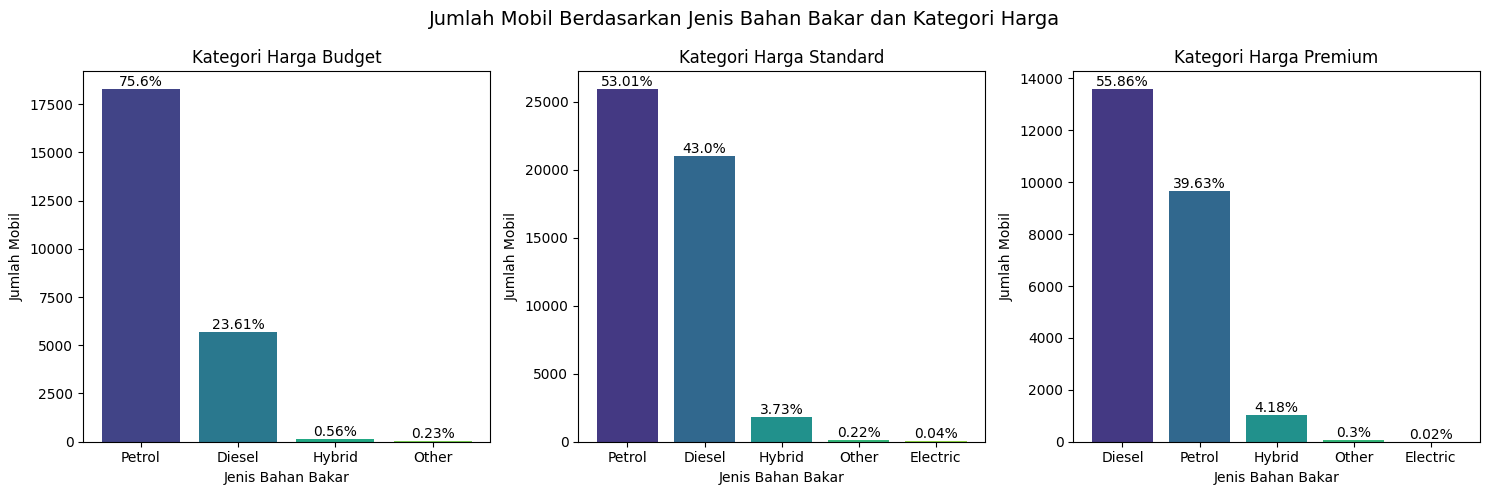 Jumlah Mobil Berdasarkan Jenis Bahan Bakar dan Kategori Harga
Kategori Harga Budget
Jumlah Mobil
17500
15000
12500
10000
7500
5000
2500
0
75.6%
23.61%
0.56%
0.23%
Petrol Diesel Hybrid Other
Jenis Bahan Bakar
Kategori Harga Standard
Jumlah Mobil
25000
20000
15000
10000
5000
0
53.01%
43.0%
3.73%
0.22%
0.04%
Petrol Diesel Hybrid Other Electric
Jenis Bahan Bakar
Kategori Harga Premium
Jumlah Mobil
14000
12000
10000
8000
6000
4000
2000
0
55.86%
39.63%
4.18%
0.3%
0.02%
Diesel Petrol Hybrid Other Electric
Jenis Bahan Bakar